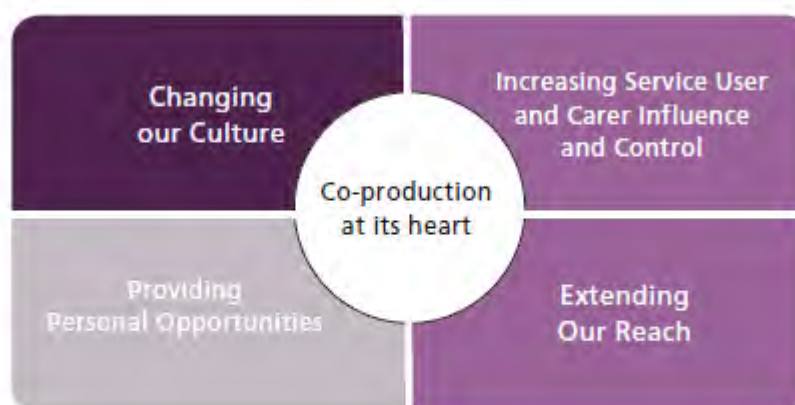 Changing
our Culture
Increasing Service User
and Carer Influence
and Control
Co-production
at its heart
Providing
Personal Opportunities
Extending
Our Reach